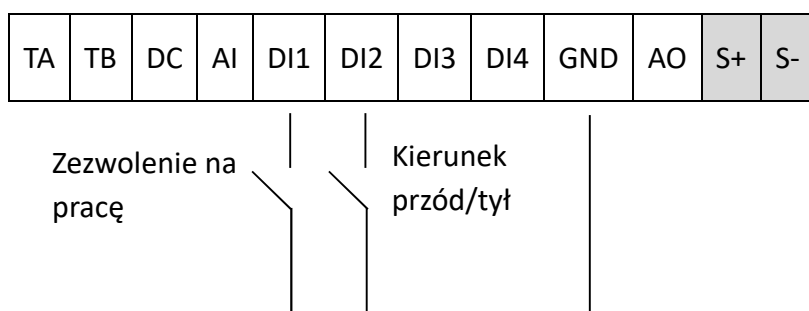 TA TB DC AI DI1 DI2 DI3 DI4 GND AO S+ S-
Zezwolenie na
pracę
Kierunek
przód/tył